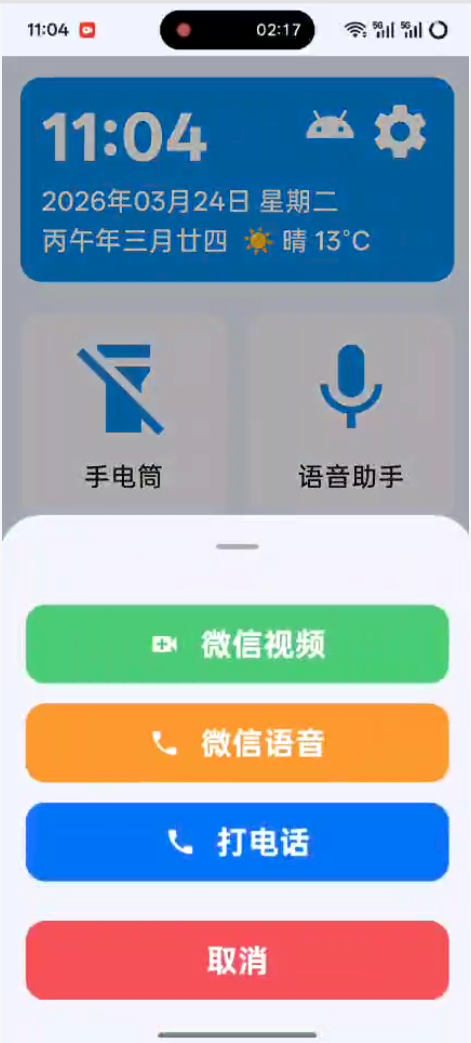 11:04
02:17
5G
5G
11:04
2026年03月24日 星期二
丙午年三月廿四 晴 13°C
手电筒
语音助手
微信视频
微信语音
打电话
取消